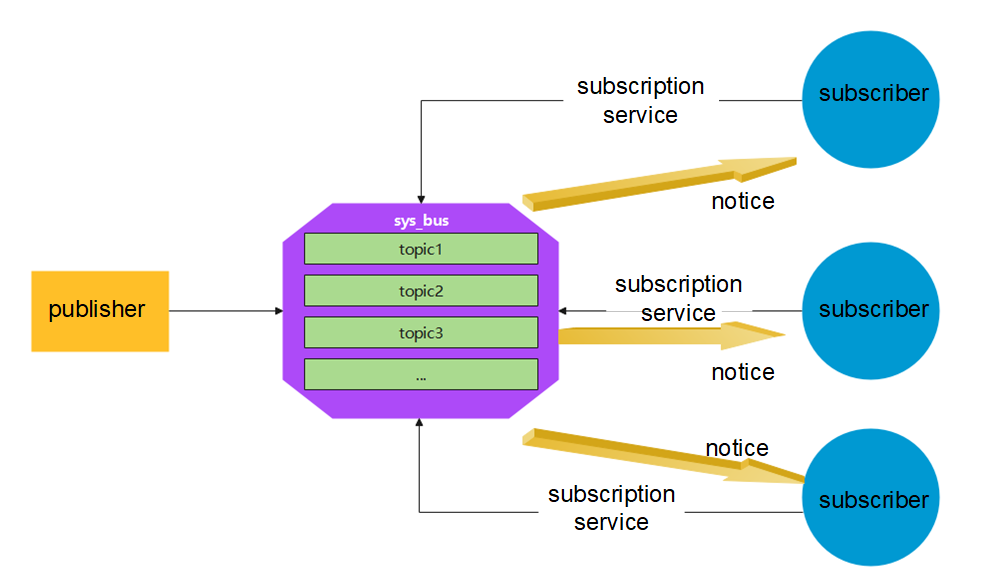 subscription
service
subscriber
notice
sys_bus
topic1
topic2
topic3
...
publisher
subscription
service
subscriber
notice
notice
subscription
service
subscriber